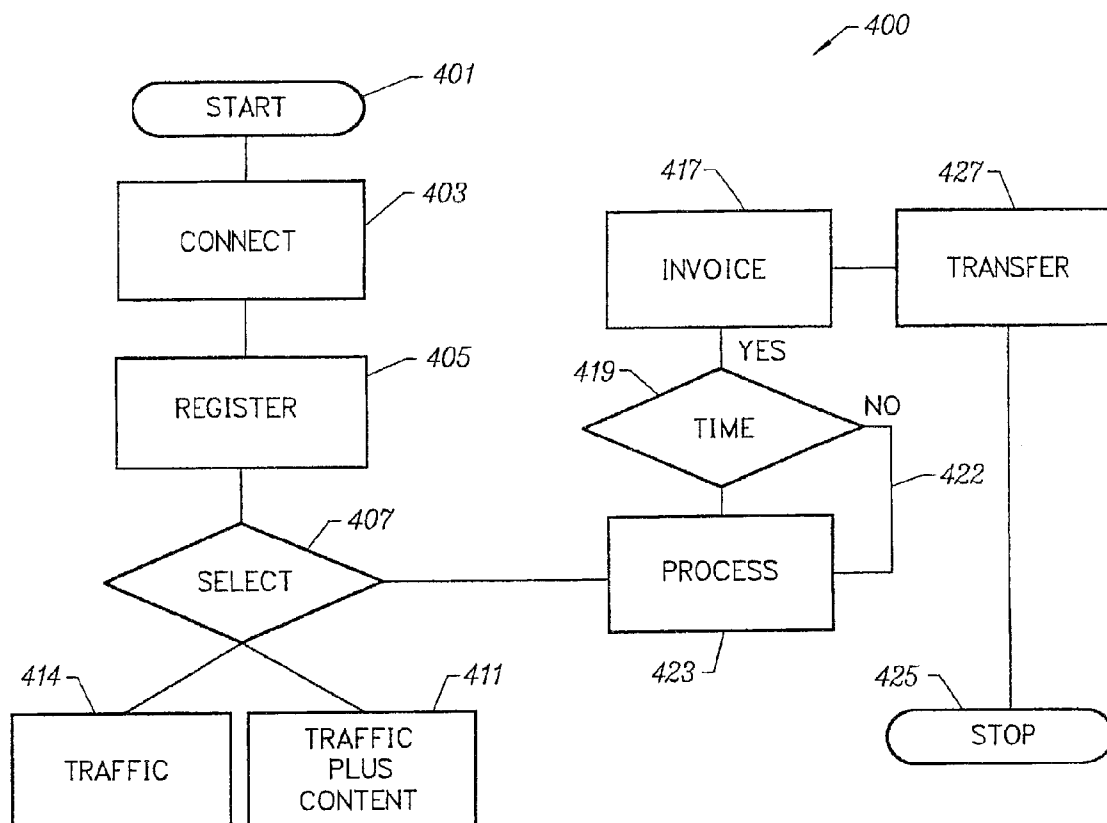 400
401
START
403
CONNECT
405
REGISTER
407
SELECT
414
TRAFFIC
411
TRAFFIC
PLUS
CONTENT
417
INVOICE
427
TRANSFER
YES
419
TIME
NO
422
PROCESS
423
425
STOP